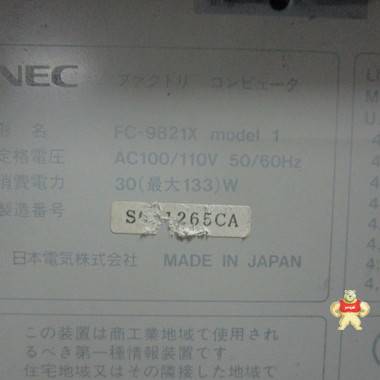 NEC ファクトリ コンピュータ
形名 FC-9821X model 1
定格電圧 AC100/110V 50/60Hz
消費電力 30(最大133)W
製造番号 1265CA
日本電気株式会社 MADE IN JAPAN
この装置は商工業地域で使用され
るべき第一種情報装置です
住宅地域又はその隣接した地域で